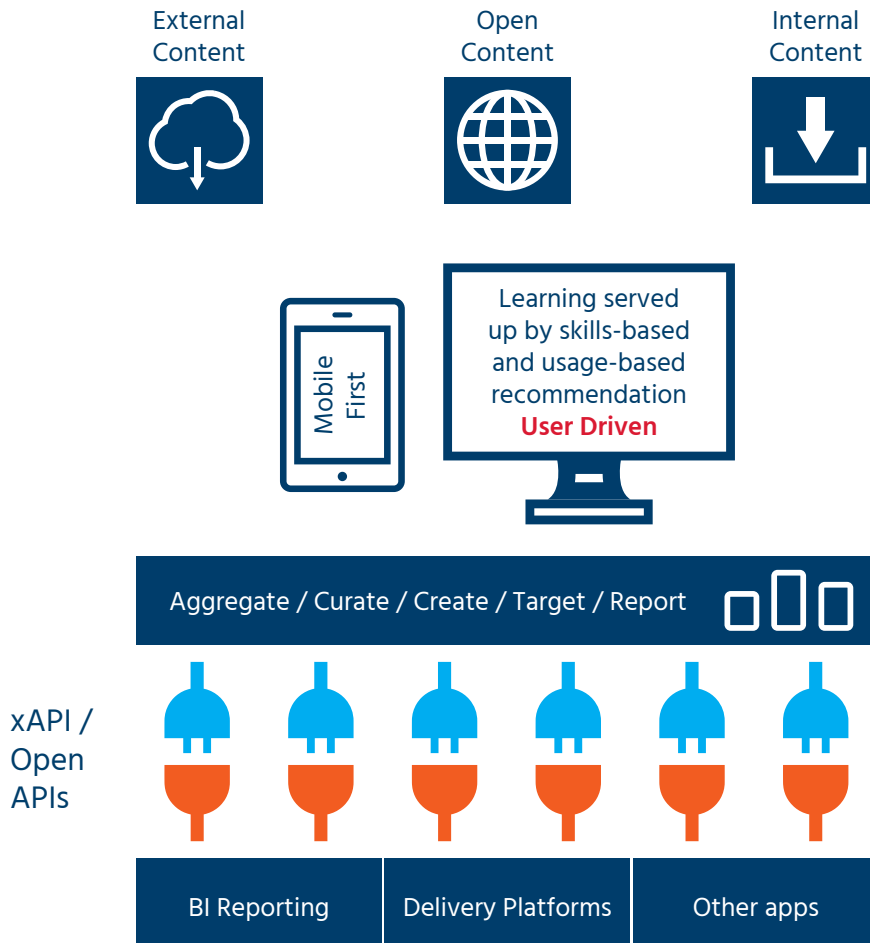 External
Content
Open
Content
Internal
Content
Mobile
First
Learning served
up by skills-based
and usage-based
recommendation
User Driven
Aggregate / Curate / Create / Target / Report
xAPI /
Open
APIs
BI Reporting
Delivery Platforms
Other apps